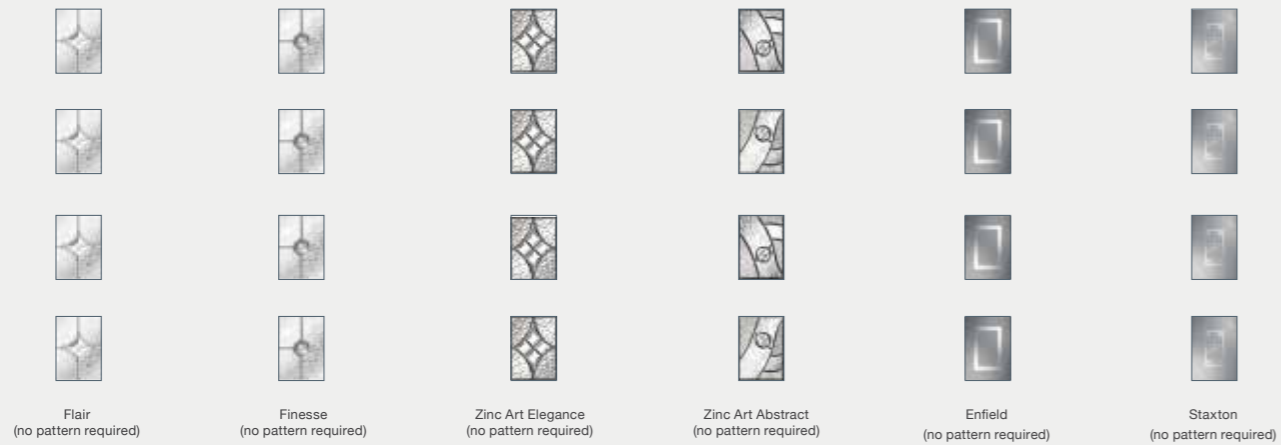 Flair
(no pattern required)
Finesse
(no pattern required)
Zinc Art Elegance
(no pattern required)
Zinc Art Abstract
(no pattern required)
Enfield
(no pattern required)
Staxton
(no pattern required)